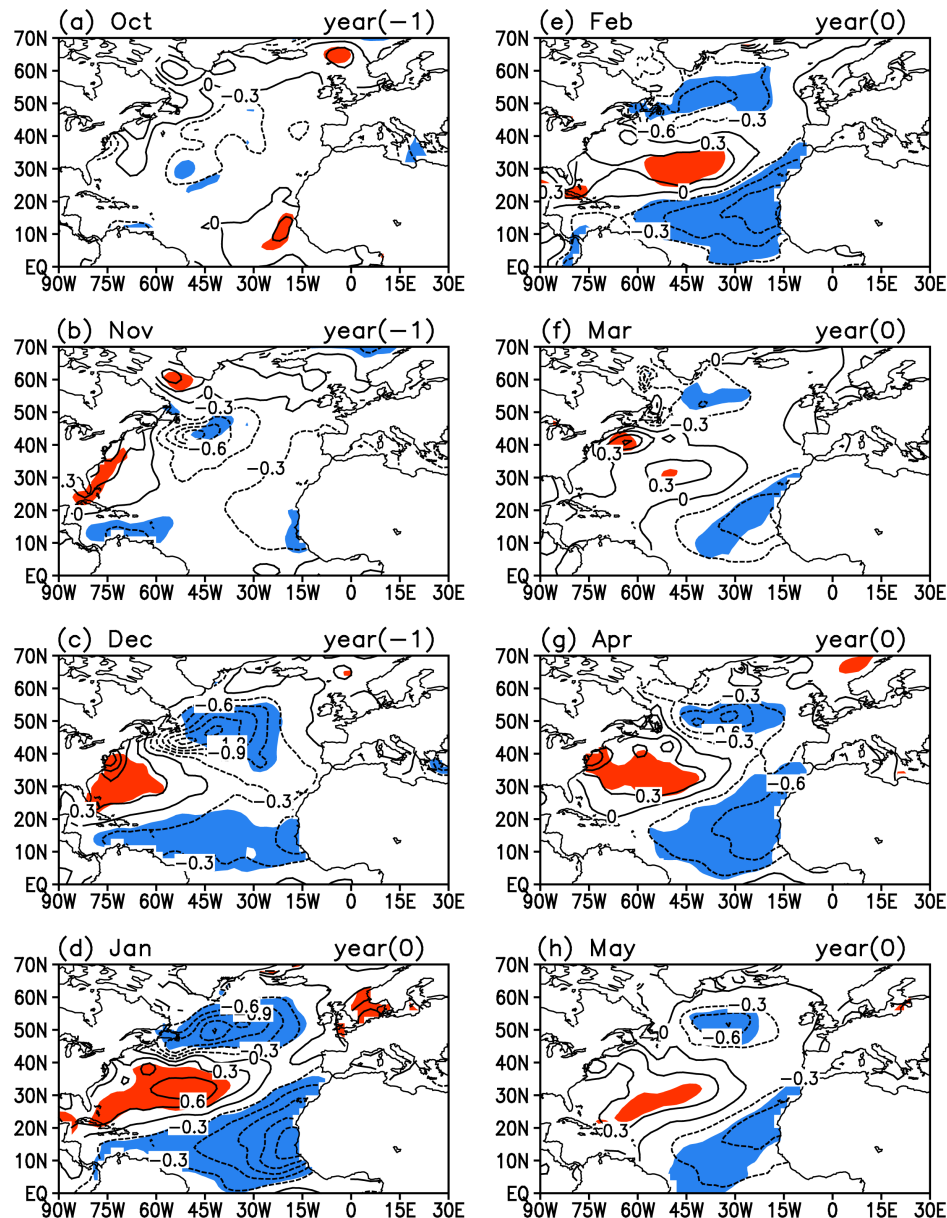 (a) Oct year(−1)
70N
60N
50N
40N
30N
20N
10N
EQ
0
−0.3
0
90W 75W 60W 45W 30W 15W 0 15E 30E
(b) Nov year(−1)
70N
60N
50N
40N
30N
20N
10N
EQ
0
−0.3
−0.6
−0.3
.3
0
90W 75W 60W 45W 30W 15W 0 15E 30E
(c) Dec year(−1)
70N
60N
50N
40N
30N
20N
10N
EQ
−0.6
−0.9
−0.9
−0.3
0.3
−0.3
90W 75W 60W 45W 30W 15W 0 15E 30E
(d) Jan year(0)
70N
60N
50N
40N
30N
20N
10N
EQ
−0.6
0.3
0.3
0.6
−0.3
−0.3
90W 75W 60W 45W 30W 15W 0 15E 30E
(e) Feb year(0)
70N
60N
50N
40N
30N
20N
10N
EQ
−0.3
−0.6
0.3
0.3
0
−0.3
90W 75W 60W 45W 30W 15W 0 15E 30E
(f) Mar year(0)
70N
60N
50N
40N
30N
20N
10N
EQ
0
−0.3
0.3
0.3
0
90W 75W 60W 45W 30W 15W 0 15E 30E
(g) Apr year(0)
70N
60N
50N
40N
30N
20N
10N
EQ
−0.3
−0.3
−0.6
−0.3
0
90W 75W 60W 45W 30W 15W 0 15E 30E
(h) May year(0)
70N
60N
50N
40N
30N
20N
10N
EQ
−0.3
0
−0.6
−0.3
0.3
90W 75W 60W 45W 30W 15W 0 15E 30E